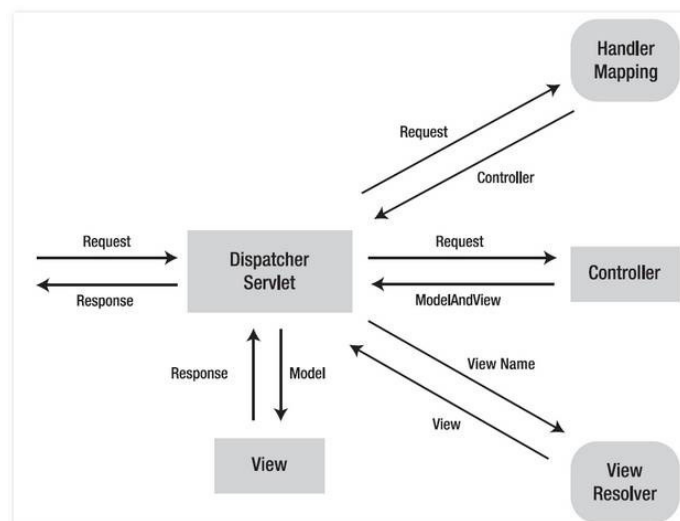 Handler
Mapping
Request
Controller
Request
Response
Dispatcher
Servlet
Request
ModelAndView
Controller
Response
Model
View Name
View
View
View
Resolver